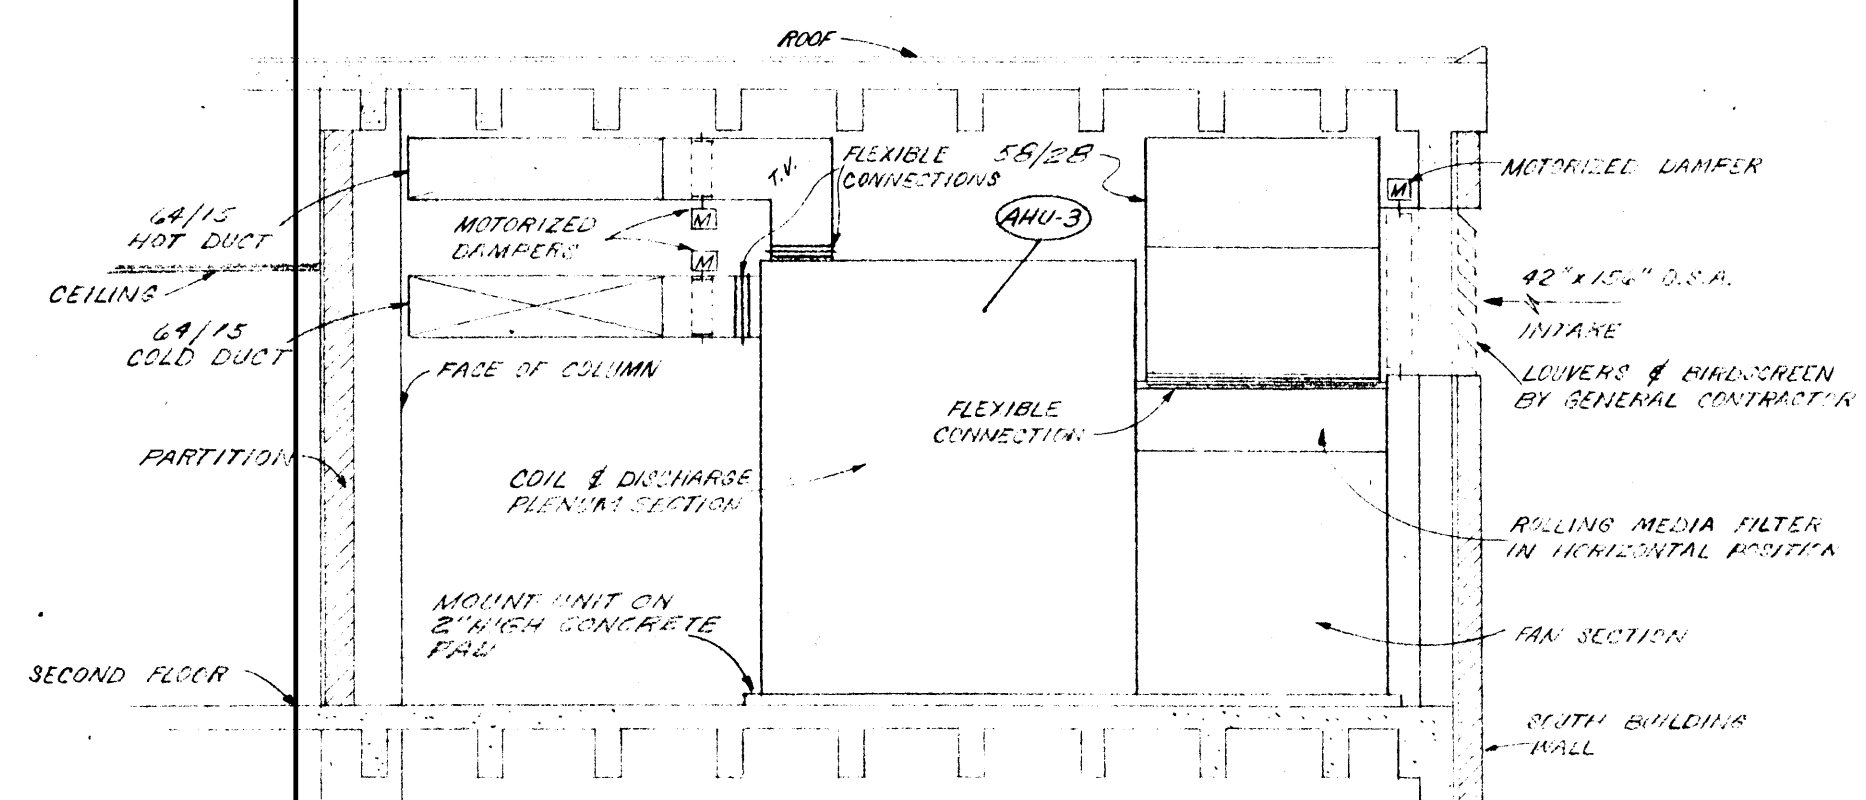 ROOF
T.V.
FLEXIBLE
CONNECTIONS
58/28
MOTORIZED DAMPER
M
AHU-3
64/15
HOT DUCT
MOTORIZED
DAMPERS
M
M
CEILING
42"x156" O.S.A.
INTAKE
64/15
COLD DUCT
FACE OF COLUMN
LOUVERS & BIRDSCREEN
BY GENERAL CONTRACTOR
FLEXIBLE
CONNECTION
PARTITION
COIL & DISCHARGE
PLENUM SECTION
ROLLING MEDIA FILTER
IN HORIZONTAL POSITION
MOUNT UNIT ON
2" HIGH CONCRETE
PAD
FAN SECTION
SECOND FLOOR
SOUTH BUILDING
WALL